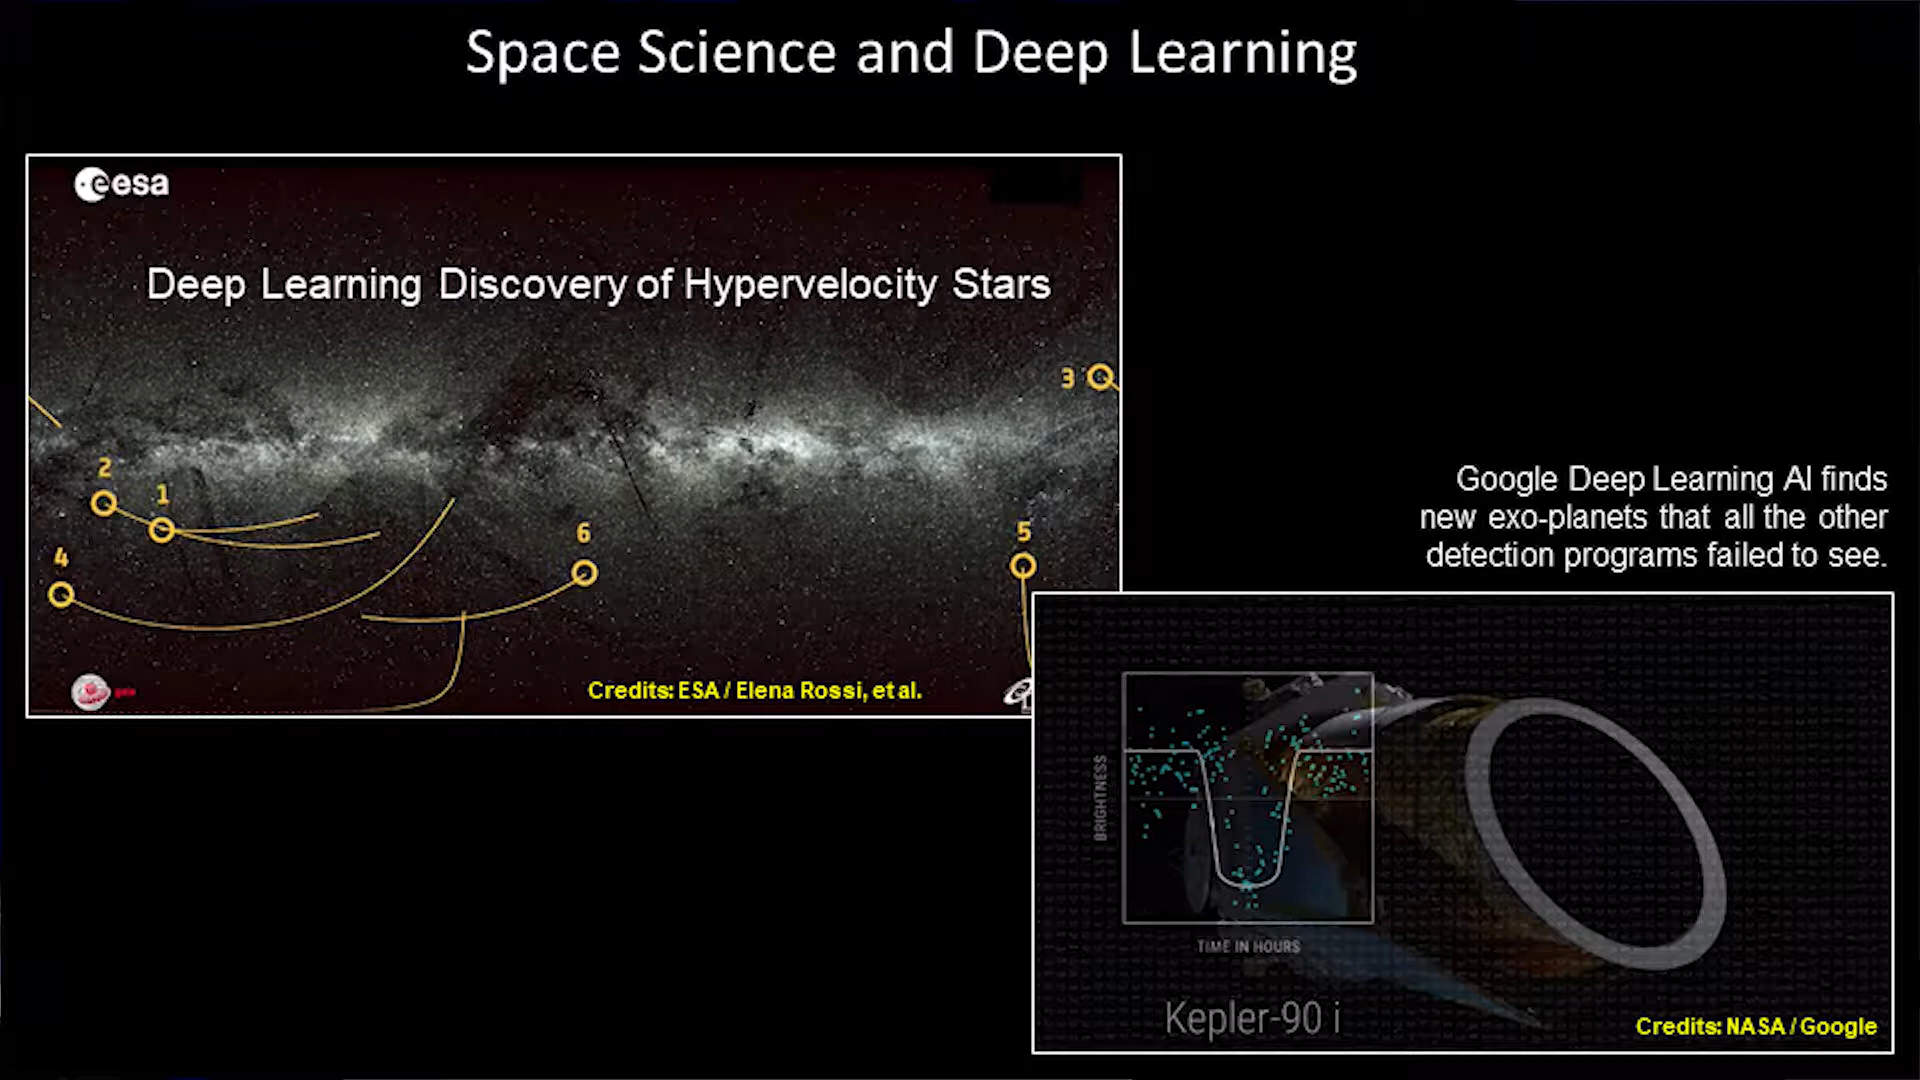 Space Science and Deep Learning
esa
Deep Learning Discovery of Hypervelocity Stars
3
2
1
4
6
5
gaia
Credits: ESA / Elena Rossi, et al.
Google Deep Learning AI finds
new exo-planets that all the other
detection programs failed to see.
BRIGHTNESS
TIME IN HOURS
Kepler-90 i
Credits: NASA / Google